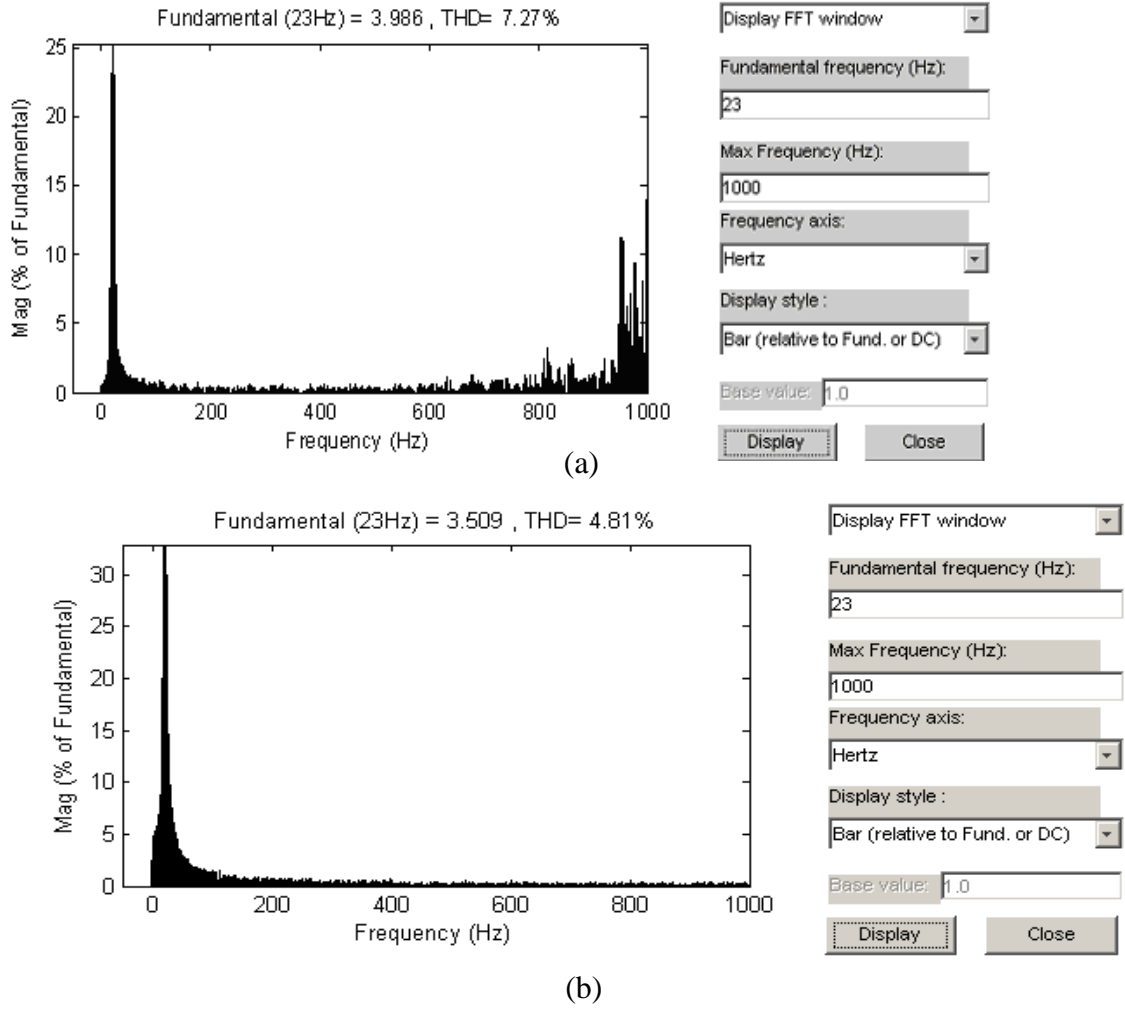 Fundamental (23Hz) = 3.986 , THD= 7.27%
25
20
15
10
5
0
Mag (% of Fundamental)
0 200 400 600 800 1000
Frequency (Hz)
Display FFT window
Fundamental frequency (Hz):
23
Max Frequency (Hz):
1000
Frequency axis:
Hertz
Display style :
Bar (relative to Fund. or DC)
Base value: 1.0
Display Close
(a)
Fundamental (23Hz) = 3.509 , THD= 4.81%
30
25
20
15
10
5
0
Mag (% of Fundamental)
0 200 400 600 800 1000
Frequency (Hz)
Display FFT window
Fundamental frequency (Hz):
23
Max Frequency (Hz):
1000
Frequency axis:
Hertz
Display style :
Bar (relative to Fund. or DC)
Base value: 1.0
Display Close
(b)